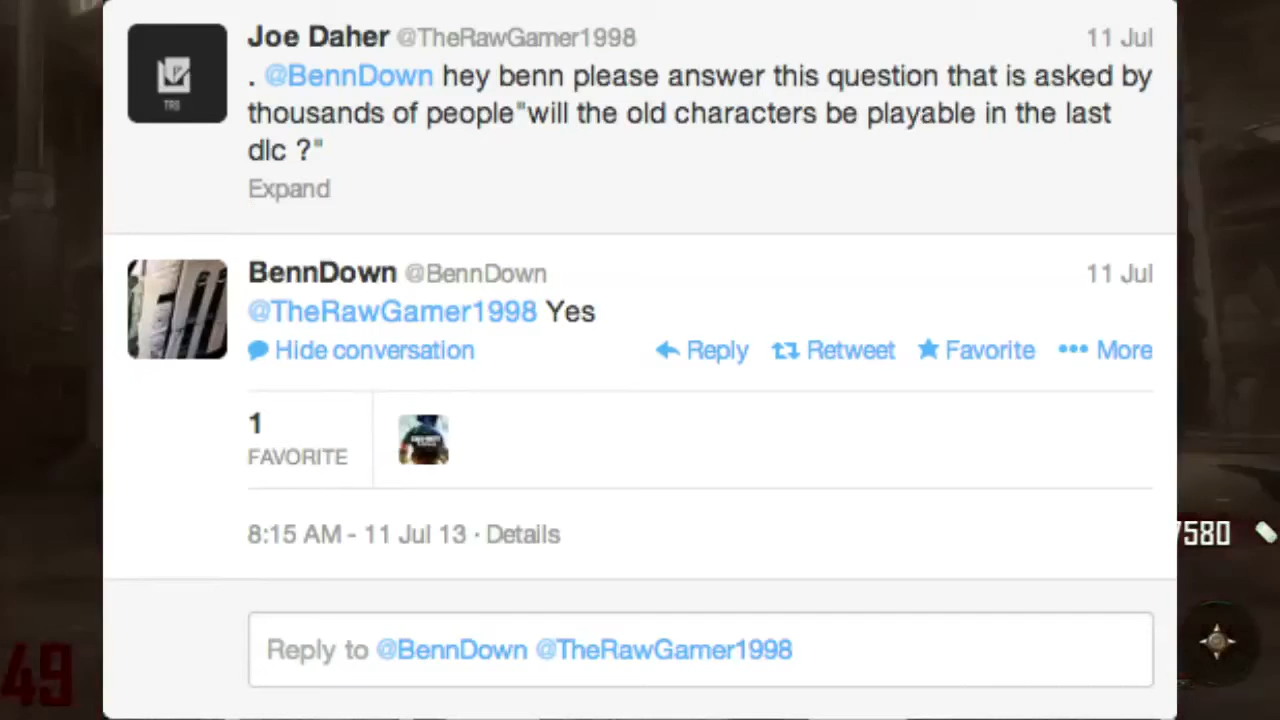 Joe Daher @TheRawGamer1998 11 Jul
. @BennDown hey benn please answer this question that is asked by
thousands of people"will the old characters be playable in the last
dlc ?"
Expand
BennDown @BennDown 11 Jul
@TheRawGamer1998 Yes
Hide conversation Reply Retweet Favorite More
1
FAVORITE
8:15 AM - 11 Jul 13 · Details
7580
Reply to @BennDown @TheRawGamer1998
49